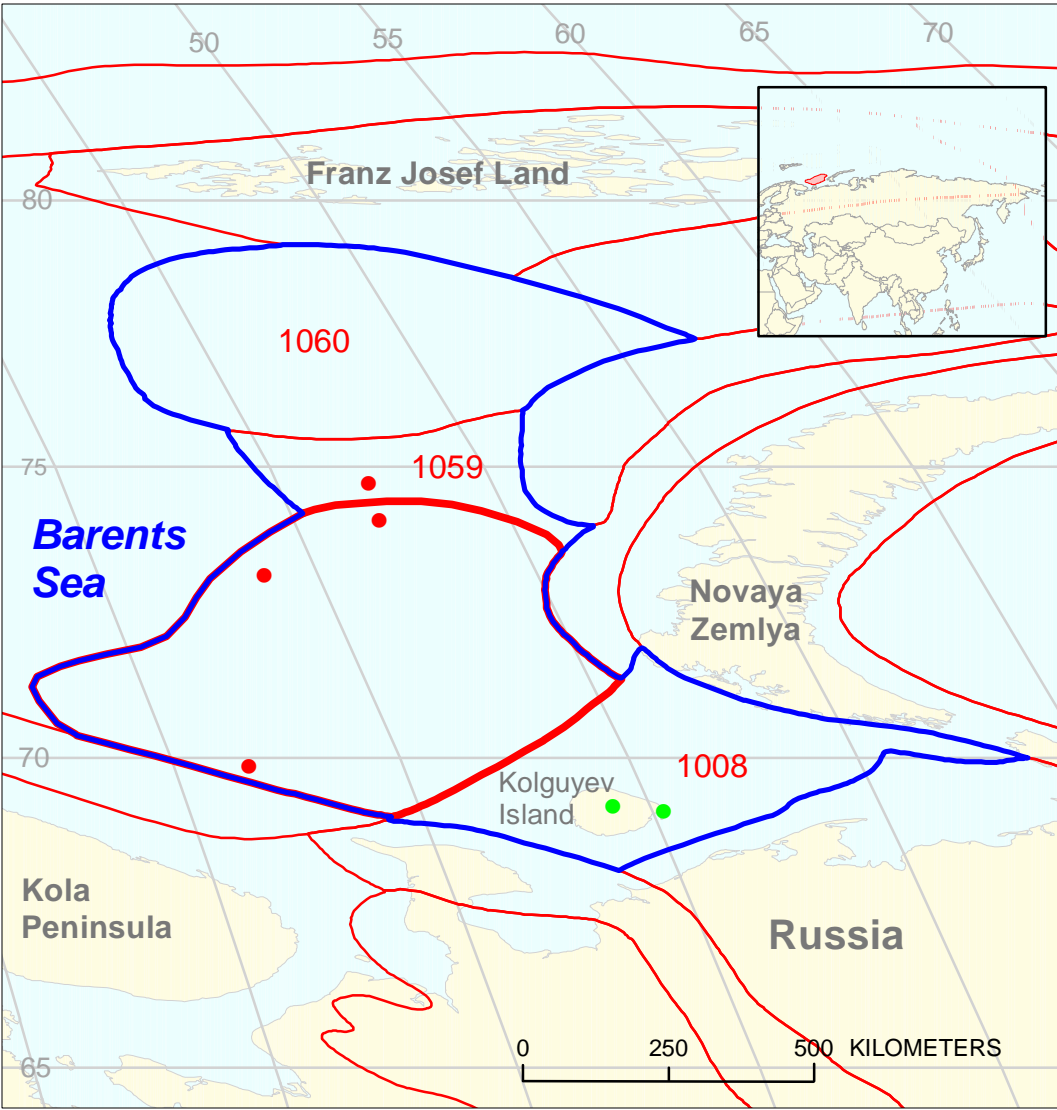 50
55
60
65
70
Franz Josef Land
80
1060
1059
75
Barents
Sea
Novaya
Zemlya
70
1008
Kolguyev
Island
Kola
Peninsula
Russia
0 250 500 KILOMETERS
65